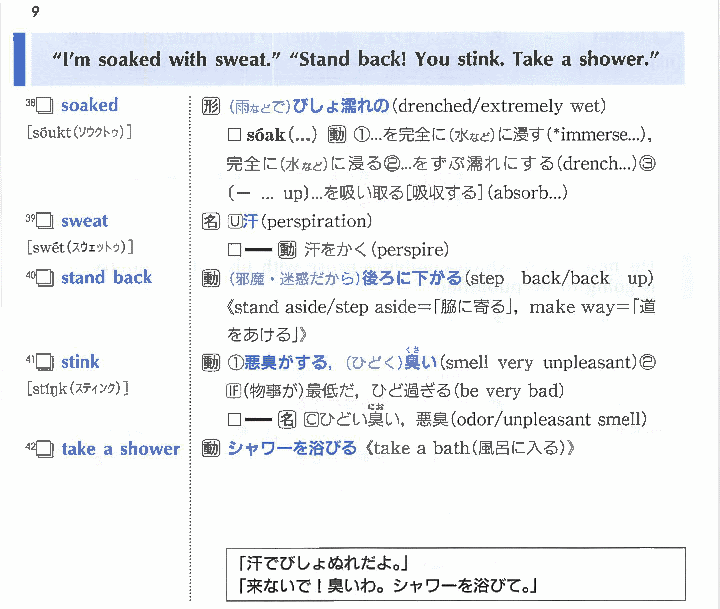 9
“I’m soaked with sweat.” “Stand back! You stink. Take a shower.”
38□ soaked
[sóukt(ソウクトゥ)]
形 (雨などで)びしょ濡れの(drenched/extremely wet)
□ sóak(...) 動 ①...を完全に(水など)に浸す(*immerse...),
完全に(水など)に浸る②...をずぶ濡れにする(drench...)③
(— ... up)...を吸い取る[吸収する](absorb...)
39□ sweat
[swét(スウェット)]
名 U汗(perspiration)
□━ 動 汗をかく(perspire)
40□ stand back
動 (邪魔・迷惑だから)後ろに下がる(step back/back up)
《stand aside/step aside=「脇に寄る」, make way=「道
をあける」》
41□ stink
[stíŋk(スティンク)]
動 ①悪臭がする, (ひどく)臭(くさ)い(smell very unpleasant)②
IF(物事が)最低だ, ひど過ぎる(be very bad)
□━ 名 Cひどい臭(にお)い, 悪臭(odor/unpleasant smell)
42□ take a shower
動 シャワーを浴びる《take a bath(風呂に入る)》
「汗でびしょぬれだよ。」
「来ないで！臭いわ。シャワーを浴びて。」